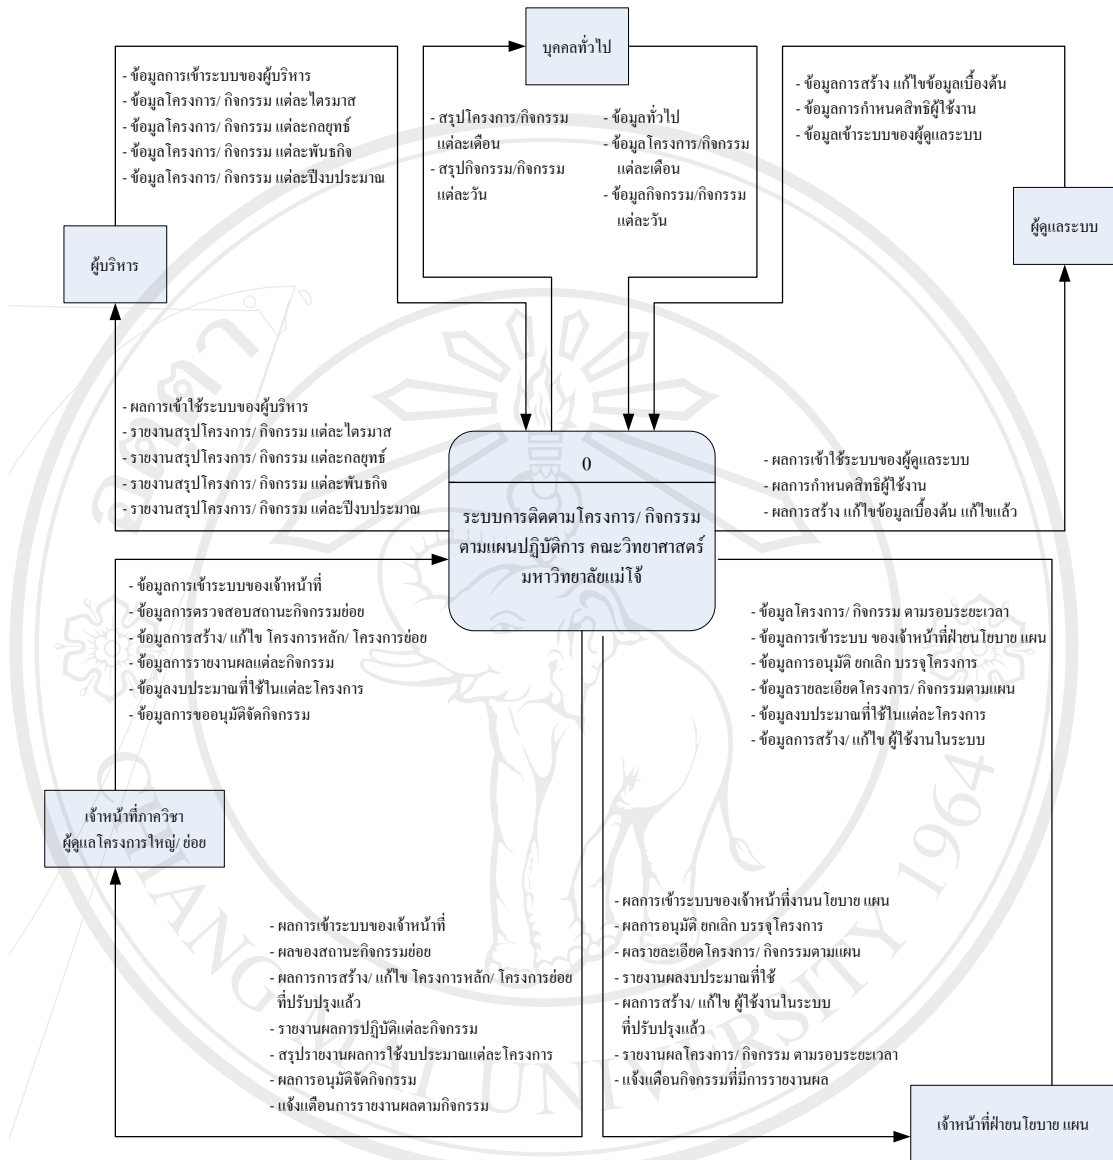 บุคคลทั่วไป
- ข้อมูลการเข้าระบบของผู้บริหาร
- ข้อมูลโครงการ/ กิจกรรม แต่ละไตรมาส
- ข้อมูลโครงการ/ กิจกรรม แต่ละกลยุทธ์
- ข้อมูลโครงการ/ กิจกรรม แต่ละพันธกิจ
- ข้อมูลโครงการ/ กิจกรรม แต่ละปีงบประมาณ
- สรุปโครงการ/กิจกรรม
แต่ละเดือน
- สรุปกิจกรรม/กิจกรรม
แต่ละวัน
- ข้อมูลทั่วไป
- ข้อมูลโครงการ/กิจกรรม
แต่ละเดือน
- ข้อมูลกิจกรรม/กิจกรรม
แต่ละวัน
- ข้อมูลการสร้าง แก้ไขข้อมูลเบื้องต้น
- ข้อมูลการกำหนดสิทธิผู้ใช้งาน
- ข้อมูลเข้าระบบของผู้ดูแลระบบ
ผู้บริหาร
ผู้ดูแลระบบ
- ผลการเข้าใช้ระบบของผู้บริหาร
- รายงานสรุปโครงการ/ กิจกรรม แต่ละไตรมาส
- รายงานสรุปโครงการ/ กิจกรรม แต่ละกลยุทธ์
- รายงานสรุปโครงการ/ กิจกรรม แต่ละพันธกิจ
- รายงานสรุปโครงการ/ กิจกรรม แต่ละปีงบประมาณ
0
ระบบการติดตามโครงการ/ กิจกรรม
ตามแผนปฏิบัติการ คณะวิทยาศาสตร์
มหาวิทยาลัยแม่โจ้
- ผลการเข้าใช้ระบบของผู้ดูแลระบบ
- ผลการกำหนดสิทธิผู้ใช้งาน
- ผลการสร้าง แก้ไขข้อมูลเบื้องต้น แก้ไขแล้ว
- ข้อมูลการเข้าระบบของเจ้าหน้าที่
- ข้อมูลการตรวจสอบสถานะกิจกรรมย่อย
- ข้อมูลการสร้าง/ แก้ไข โครงการหลัก/ โครงการย่อย
- ข้อมูลการรายงานผลแต่ละกิจกรรม
- ข้อมูลงบประมาณที่ใช้ในแต่ละโครงการ
- ข้อมูลการขออนุมัติจัดกิจกรรม
- ข้อมูลโครงการ/ กิจกรรม ตามรอบระยะเวลา
- ข้อมูลการเข้าระบบ ของเจ้าหน้าที่ฝ่ายนโยบาย แผน
- ข้อมูลการอนุมัติ ยกเลิก บรรจุโครงการ
- ข้อมูลรายละเอียดโครงการ/ กิจกรรมตามแผน
- ข้อมูลงบประมาณที่ใช้ในแต่ละโครงการ
- ข้อมูลการสร้าง/ แก้ไข ผู้ใช้งานในระบบ
เจ้าหน้าที่ภาควิชา
ผู้ดูแลโครงการใหญ่/ ย่อย
- ผลการเข้าระบบของเจ้าหน้าที่
- ผลของสถานะกิจกรรมย่อย
- ผลการการสร้าง/ แก้ไข โครงการหลัก/ โครงการย่อย
ที่ปรับปรุงแล้ว
- รายงานผลการปฏิบัติแต่ละกิจกรรม
- สรุปรายงานผลการใช้งบประมาณแต่ละโครงการ
- ผลการอนุมัติจัดกิจกรรม
- แจ้งเตือนการรายงานผลตามกิจกรรม
- ผลการเข้าระบบของเจ้าหน้าที่งานนโยบาย แผน
- ผลการอนุมัติ ยกเลิก บรรจุโครงการ
- ผลรายละเอียดโครงการ/ กิจกรรมตามแผน
- รายงานผลงบประมาณที่ใช้
- ผลการสร้าง/ แก้ไข ผู้ใช้งานในระบบ
ที่ปรับปรุงแล้ว
- รายงานผลโครงการ/ กิจกรรม ตามรอบระยะเวลา
- แจ้งเตือนกิจกรรมที่มีการรายงานผล
เจ้าหน้าที่ฝ่ายนโยบาย แผน
CHIANG MAI UNIVERSITY 1964